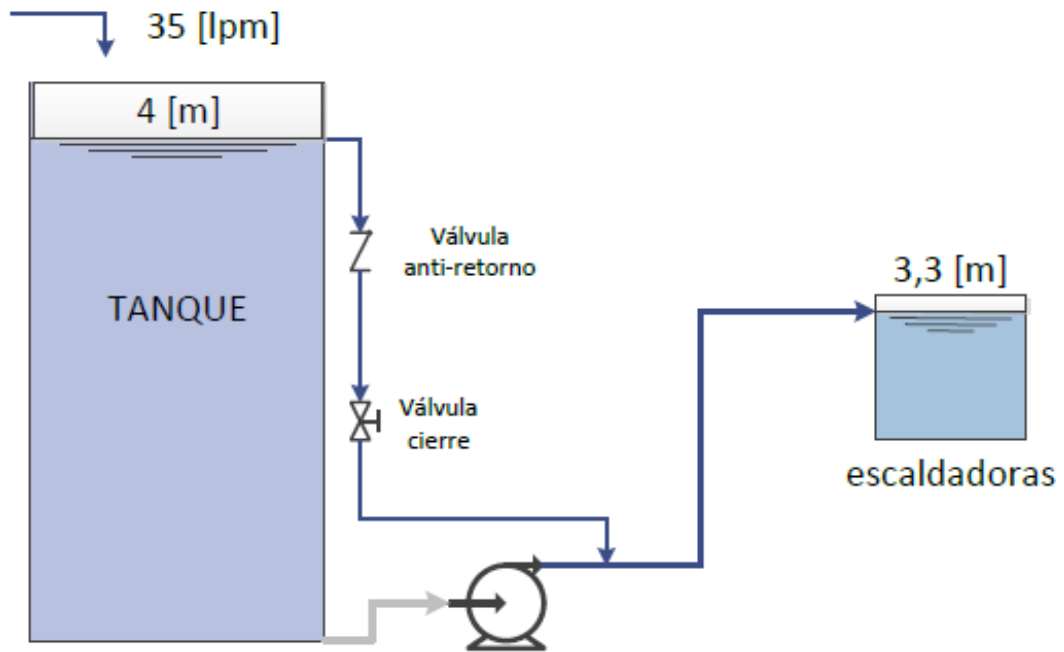 35 [lpm]
4 [m]
Válvula
anti-retorno
3,3 [m]
TANQUE
Válvula
cierre
escaldadoras